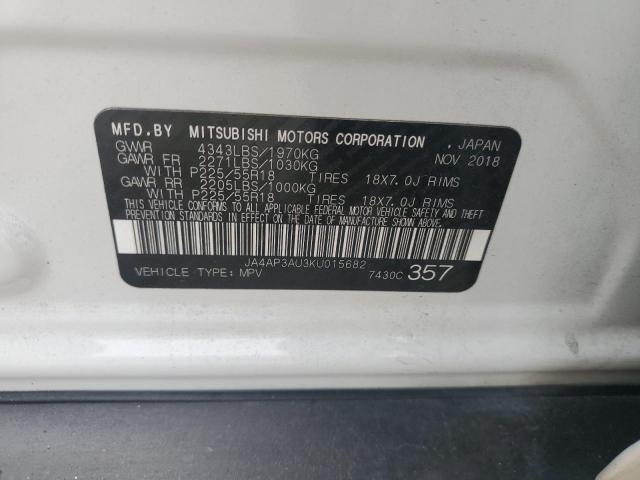 MFD.BY MITSUBISHI MOTORS CORPORATION . JAPAN
GVWR 4343LBS/1970KG NOV 2018
GAWR FR 2271LBS/1030KG
WITH P225/55R18 TIRES 18X7.0J RIMS
GAWR RR 2205LBS/1000KG
WITH P225/55R18 TIRES 18X7.0J RIMS
THIS VEHICLE CONFORMS TO ALL APPLICABLE FEDERAL MOTOR VEHICLE SAFETY AND THEFT
PREVENTION STANDARDS IN EFFECT ON THE DATE OF MANUFACTURE SHOWN ABOVE.
JA4AP3AU3KU015682
VEHICLE TYPE: MPV 7430C 357